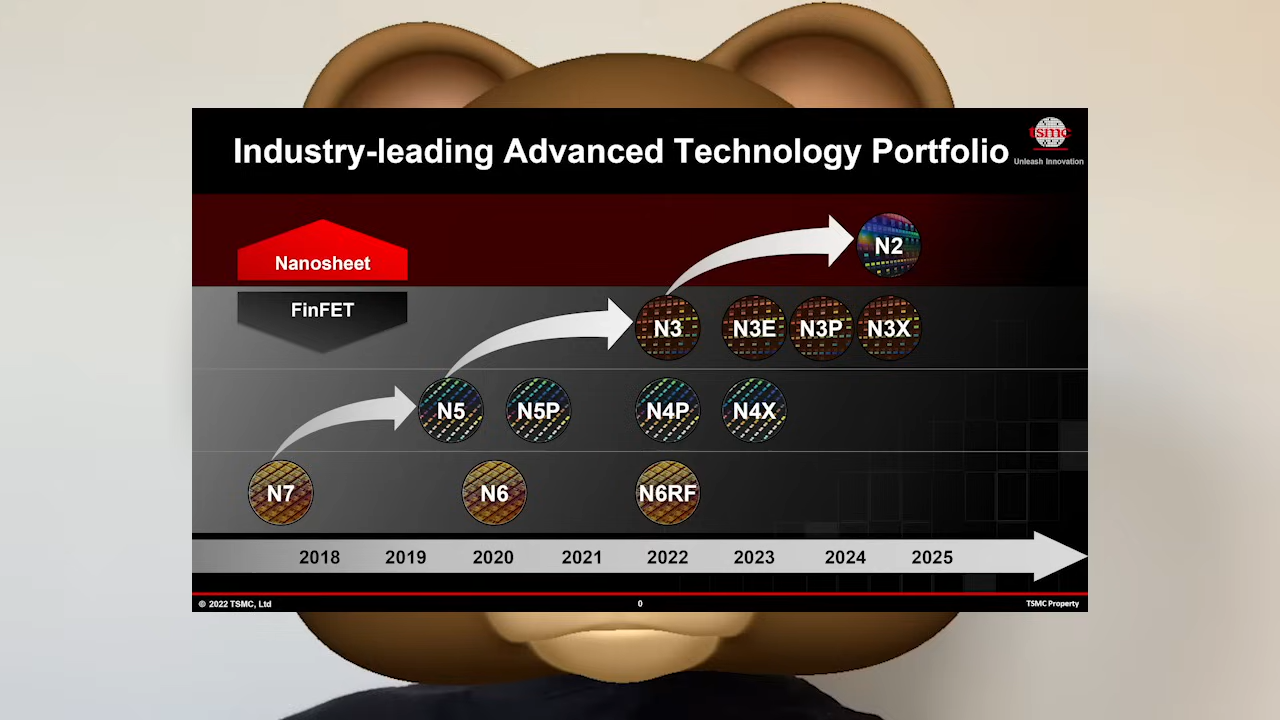 Industry-leading Advanced Technology Portfolio
tsmc
Unleash Innovation
Nanosheet
FinFET
N2
N3 N3E N3P N3X
N5 N5P N4P N4X
N7 N6 N6RF
2018 2019 2020 2021 2022 2023 2024 2025
© 2022 TSMC, Ltd 0 TSMC Property